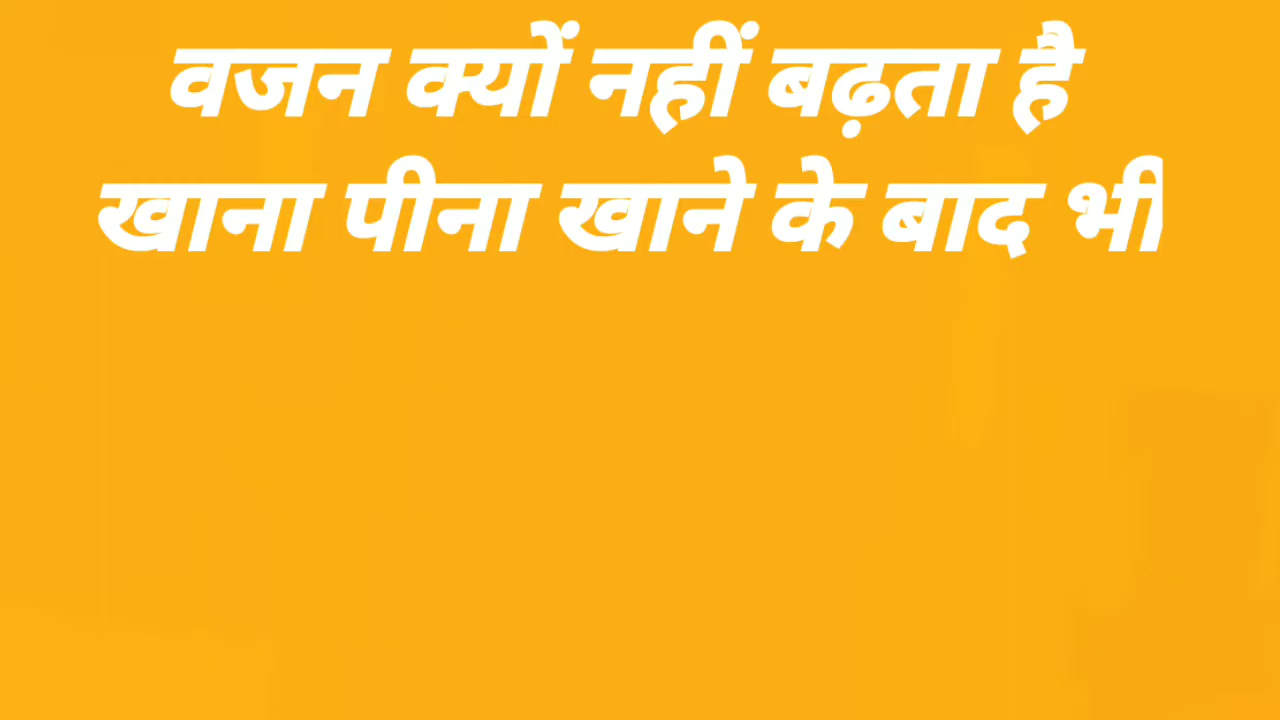 वजन क्यों नहीं बढ़ता है
खाना पीना खाने के बाद भी